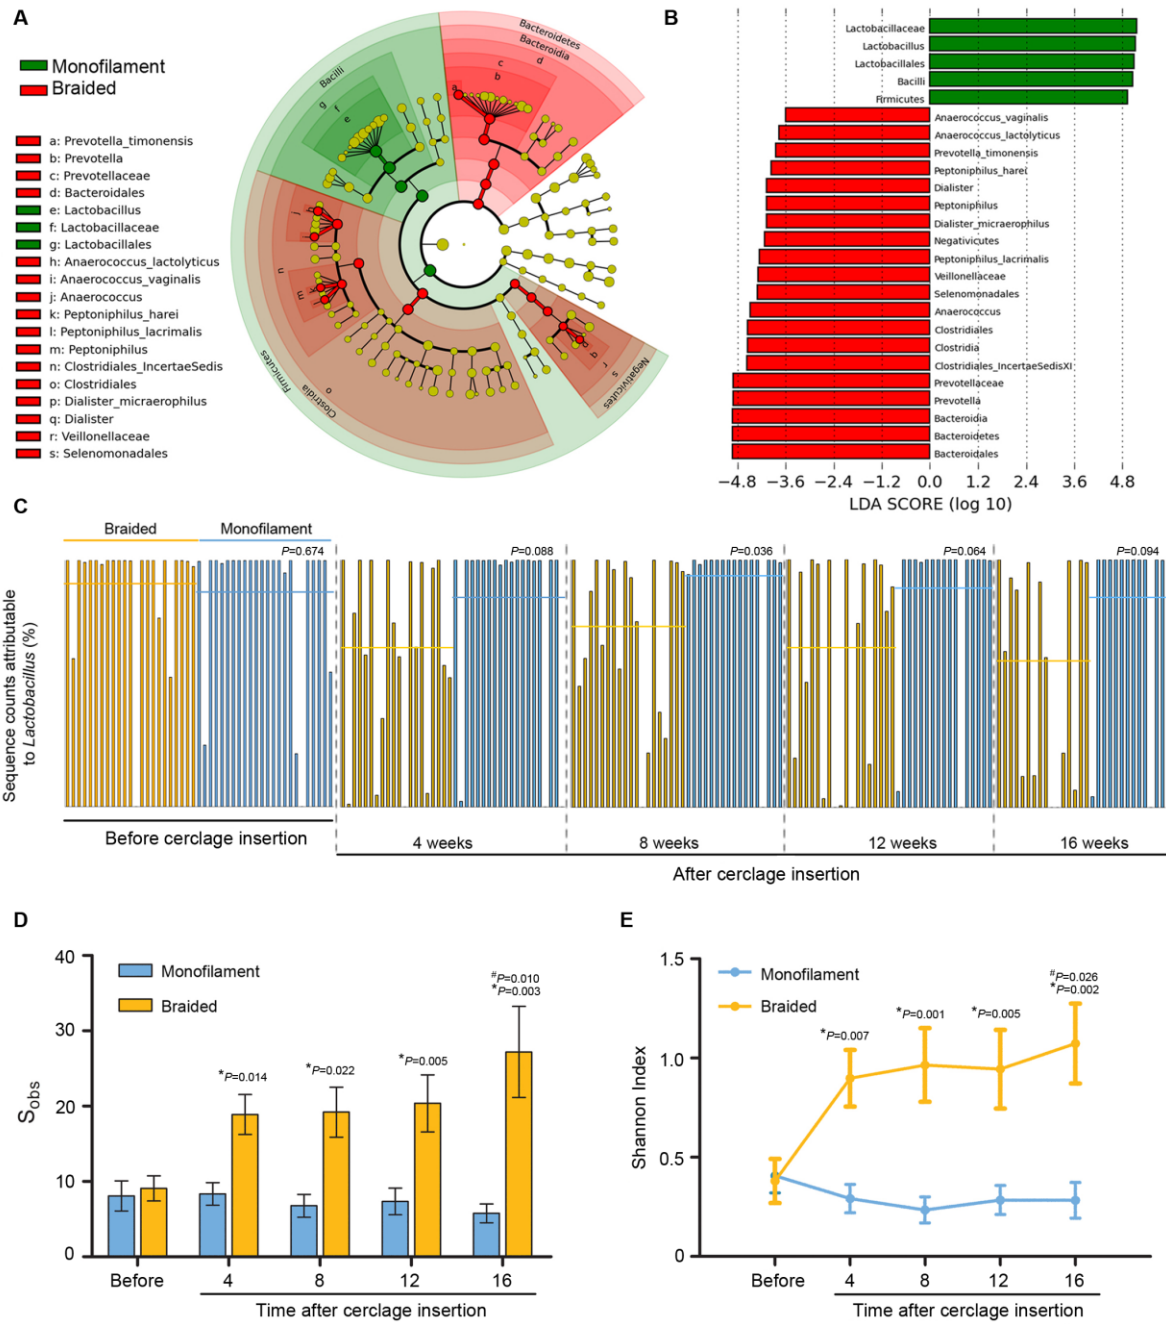 A
Monofilament
Braided
a: Prevotella_timonensis
b: Prevotella
c: Prevotellaceae
d: Bacteroidales
e: Lactobacillus
f: Lactobacillaceae
g: Lactobacillales
h: Anaerococcus_lactolyticus
i: Anaerococcus_vaginalis
j: Anaerococcus
k: Peptoniphilus_harei
l: Peptoniphilus_lacrimalis
m: Peptoniphilus
n: Clostridiales_IncertaeSedis
o: Clostridiales
p: Dialister_micraerophilus
q: Dialister
r: Veillonellaceae
s: Selenomonadales
Bacteroidetes
Bacteroidia
d
c
b
a
Bacilli
g
f
e
j
n
m
k
o
Firmicutes
Clostridia
Negativicutes
q
r
s
B
Lactobacillaceae
Lactobacillus
Lactobacillales
Bacilli
Firmicutes
Anaerococcus_vaginalis
Anaerococcus_lactolyticus
Prevotella_timonensis
Peptoniphilus_harei
Dialister
Peptoniphilus
Dialister_micraerophilus
Negativicutes
Peptoniphilus_lacrimalis
Veillonellaceae
Selenomonadales
Anaerococcus
Clostridiales
Clostridia
Clostridiales_IncertaeSedisXI
Prevotellaceae
Prevotella
Bacteroidia
Bacteroidetes
Bacteroidales
−4.8 −3.6 −2.4 −1.2 0.0 1.2 2.4 3.6 4.8
LDA SCORE (log 10)
C
Braided Monofilament
P=0.674 P=0.088 P=0.036 P=0.064 P=0.094
Sequence counts attributable
to Lactobacillus (%)
Before cerclage insertion
4 weeks 8 weeks 12 weeks 16 weeks
After cerclage insertion
D
Monofilament
Braided
40
30
20
10
0
Sobs
*P=0.014
*P=0.022
*P=0.005
#P=0.010
*P=0.003
Before 4 8 12 16
Time after cerclage insertion
E
Monofilament
Braided
1.5
1.0
0.5
0
Shannon Index
*P=0.007
*P=0.001
*P=0.005
#P=0.026
*P=0.002
Before 4 8 12 16
Time after cerclage insertion